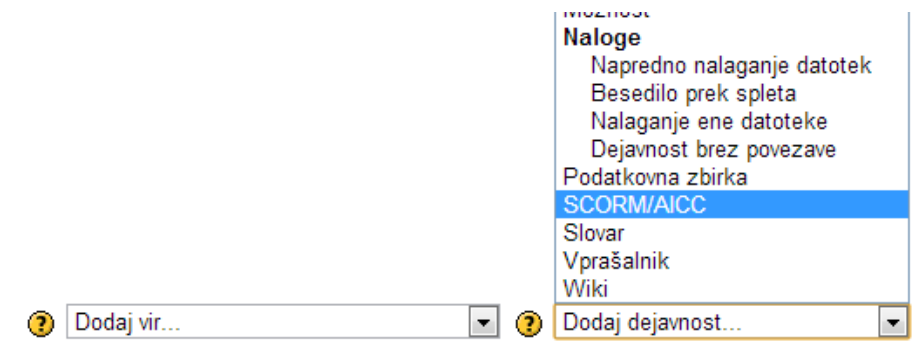 Možnost
Naloge
Napredno nalaganje datotek
Besedilo prek spleta
Nalaganje ene datoteke
Dejavnost brez povezave
Podatkovna zbirka
SCORM/AICC
Slovar
Vprašalnik
Wiki
? Dodaj vir... ? Dodaj dejavnost...